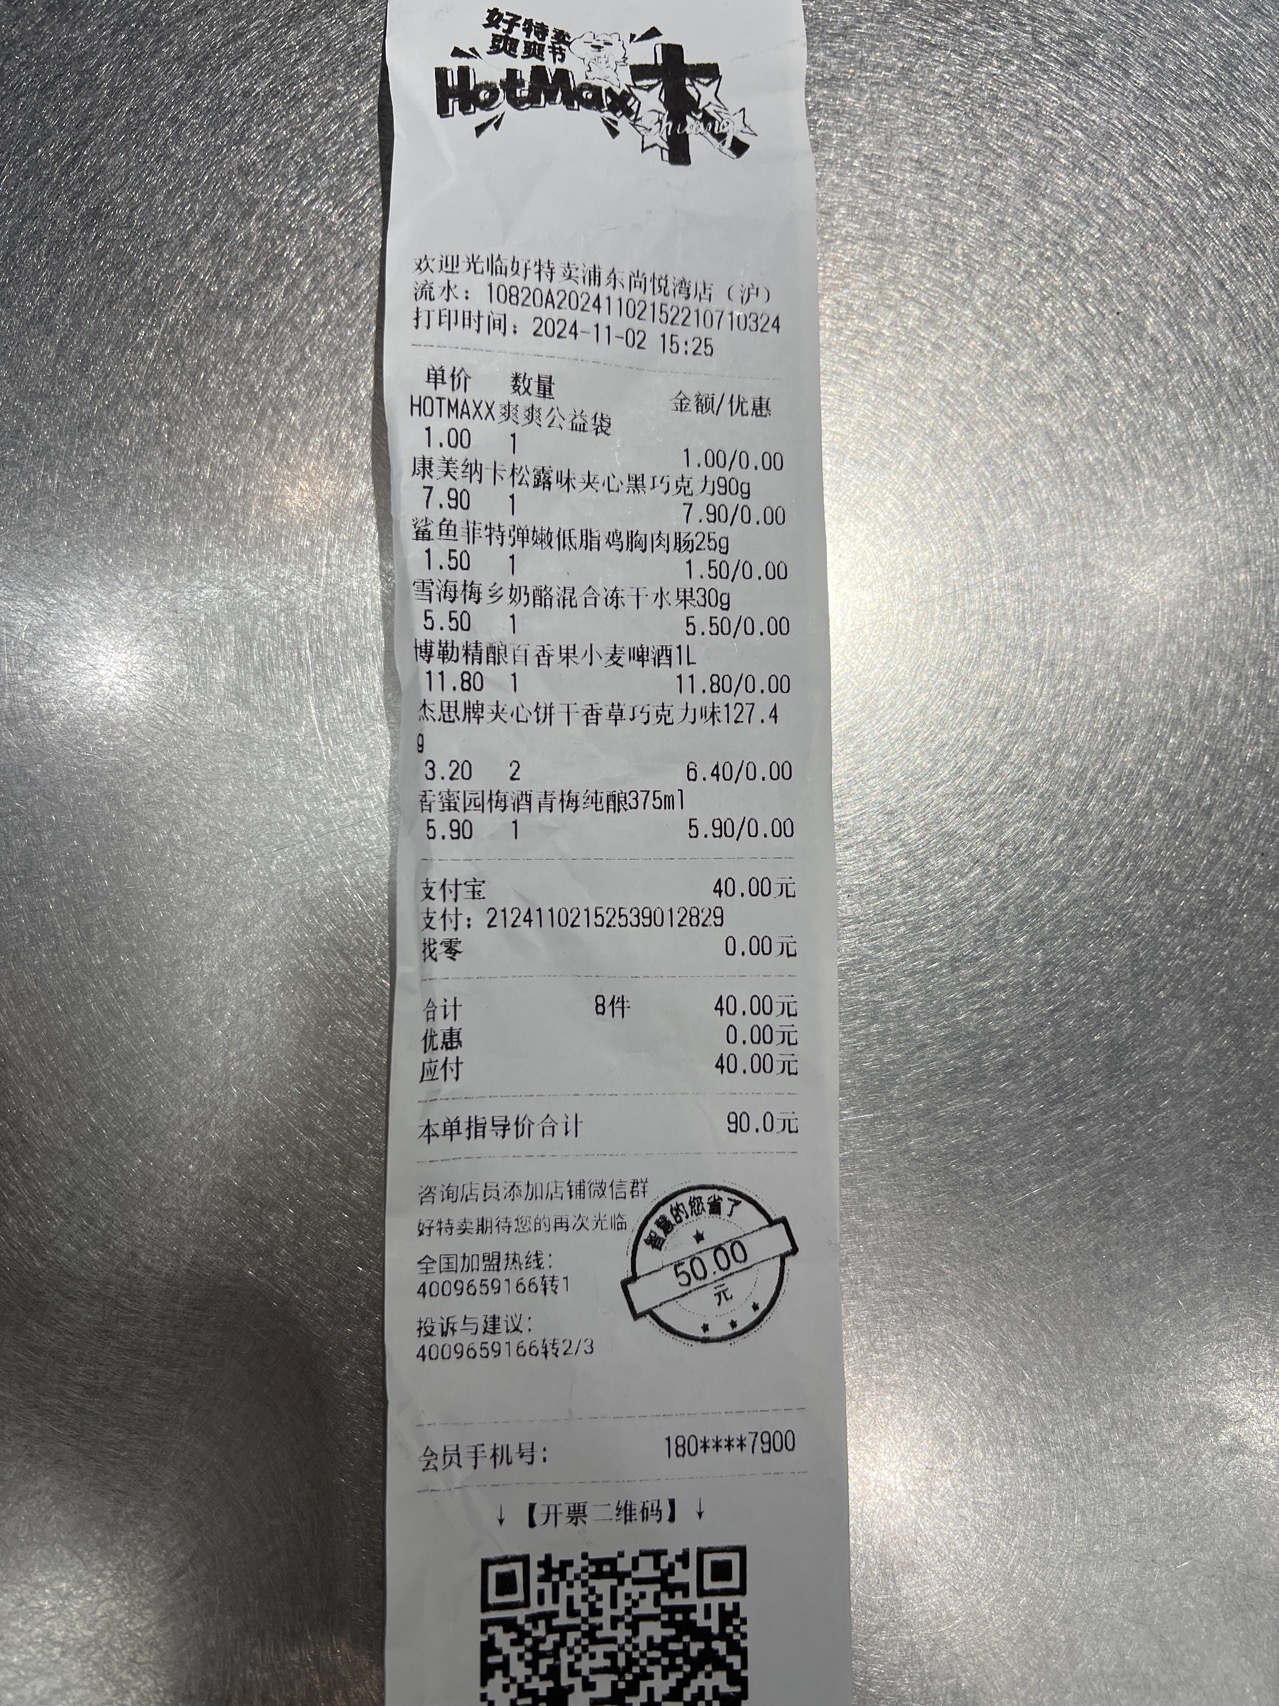 好特卖
爽爽节
HotMaxx
shuang
欢迎光临好特卖浦东尚悦湾店（沪）
流水：10820A20241102152210710324
打印时间：2024-11-02 15:25
单价 数量 金额/优惠
HOTMAXX爽爽公益袋
1.00 1 1.00/0.00
康美纳卡松露味夹心黑巧克力90g
7.90 1 7.90/0.00
鲨鱼菲特弹嫩低脂鸡胸肉肠25g
1.50 1 1.50/0.00
雪海梅乡奶酪混合冻干水果30g
5.50 1 5.50/0.00
博勒精酿百香果小麦啤酒1L
11.80 1 11.80/0.00
杰思牌夹心饼干香草巧克力味127.4
g
3.20 2 6.40/0.00
香蜜园梅酒青梅纯酿375ml
5.90 1 5.90/0.00
支付宝 40.00元
支付：21241102152539012829
找零 0.00元
合计 8件 40.00元
优惠 0.00元
应付 40.00元
本单指导价合计 90.0元
咨询店员添加店铺微信群
好特卖期待您的再次光临
全国加盟热线：
4009659166转1
投诉与建议：
4009659166转2/3
智慧的您省了
50.00
元
会员手机号： 180****7900
↓【开票二维码】↓